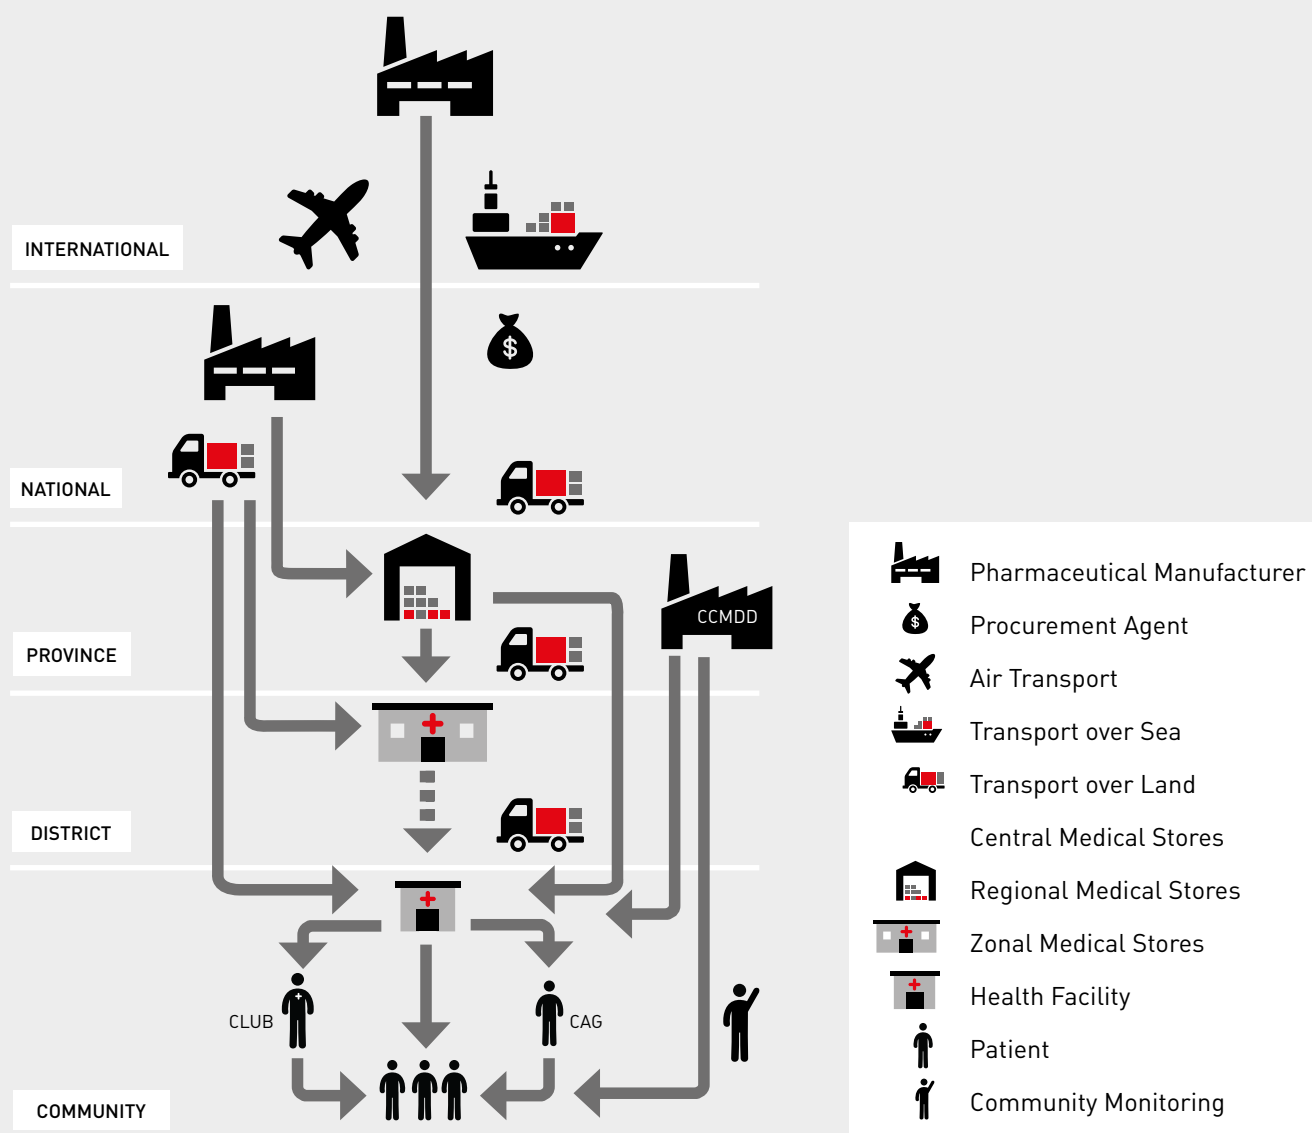 INTERNATIONAL
$
NATIONAL
CCMDD
PROVINCE
DISTRICT
CLUB
CAG
COMMUNITY
Pharmaceutical Manufacturer
$
Procurement Agent
Air Transport
Transport over Sea
Transport over Land
Central Medical Stores
Regional Medical Stores
Zonal Medical Stores
Health Facility
Patient
Community Monitoring